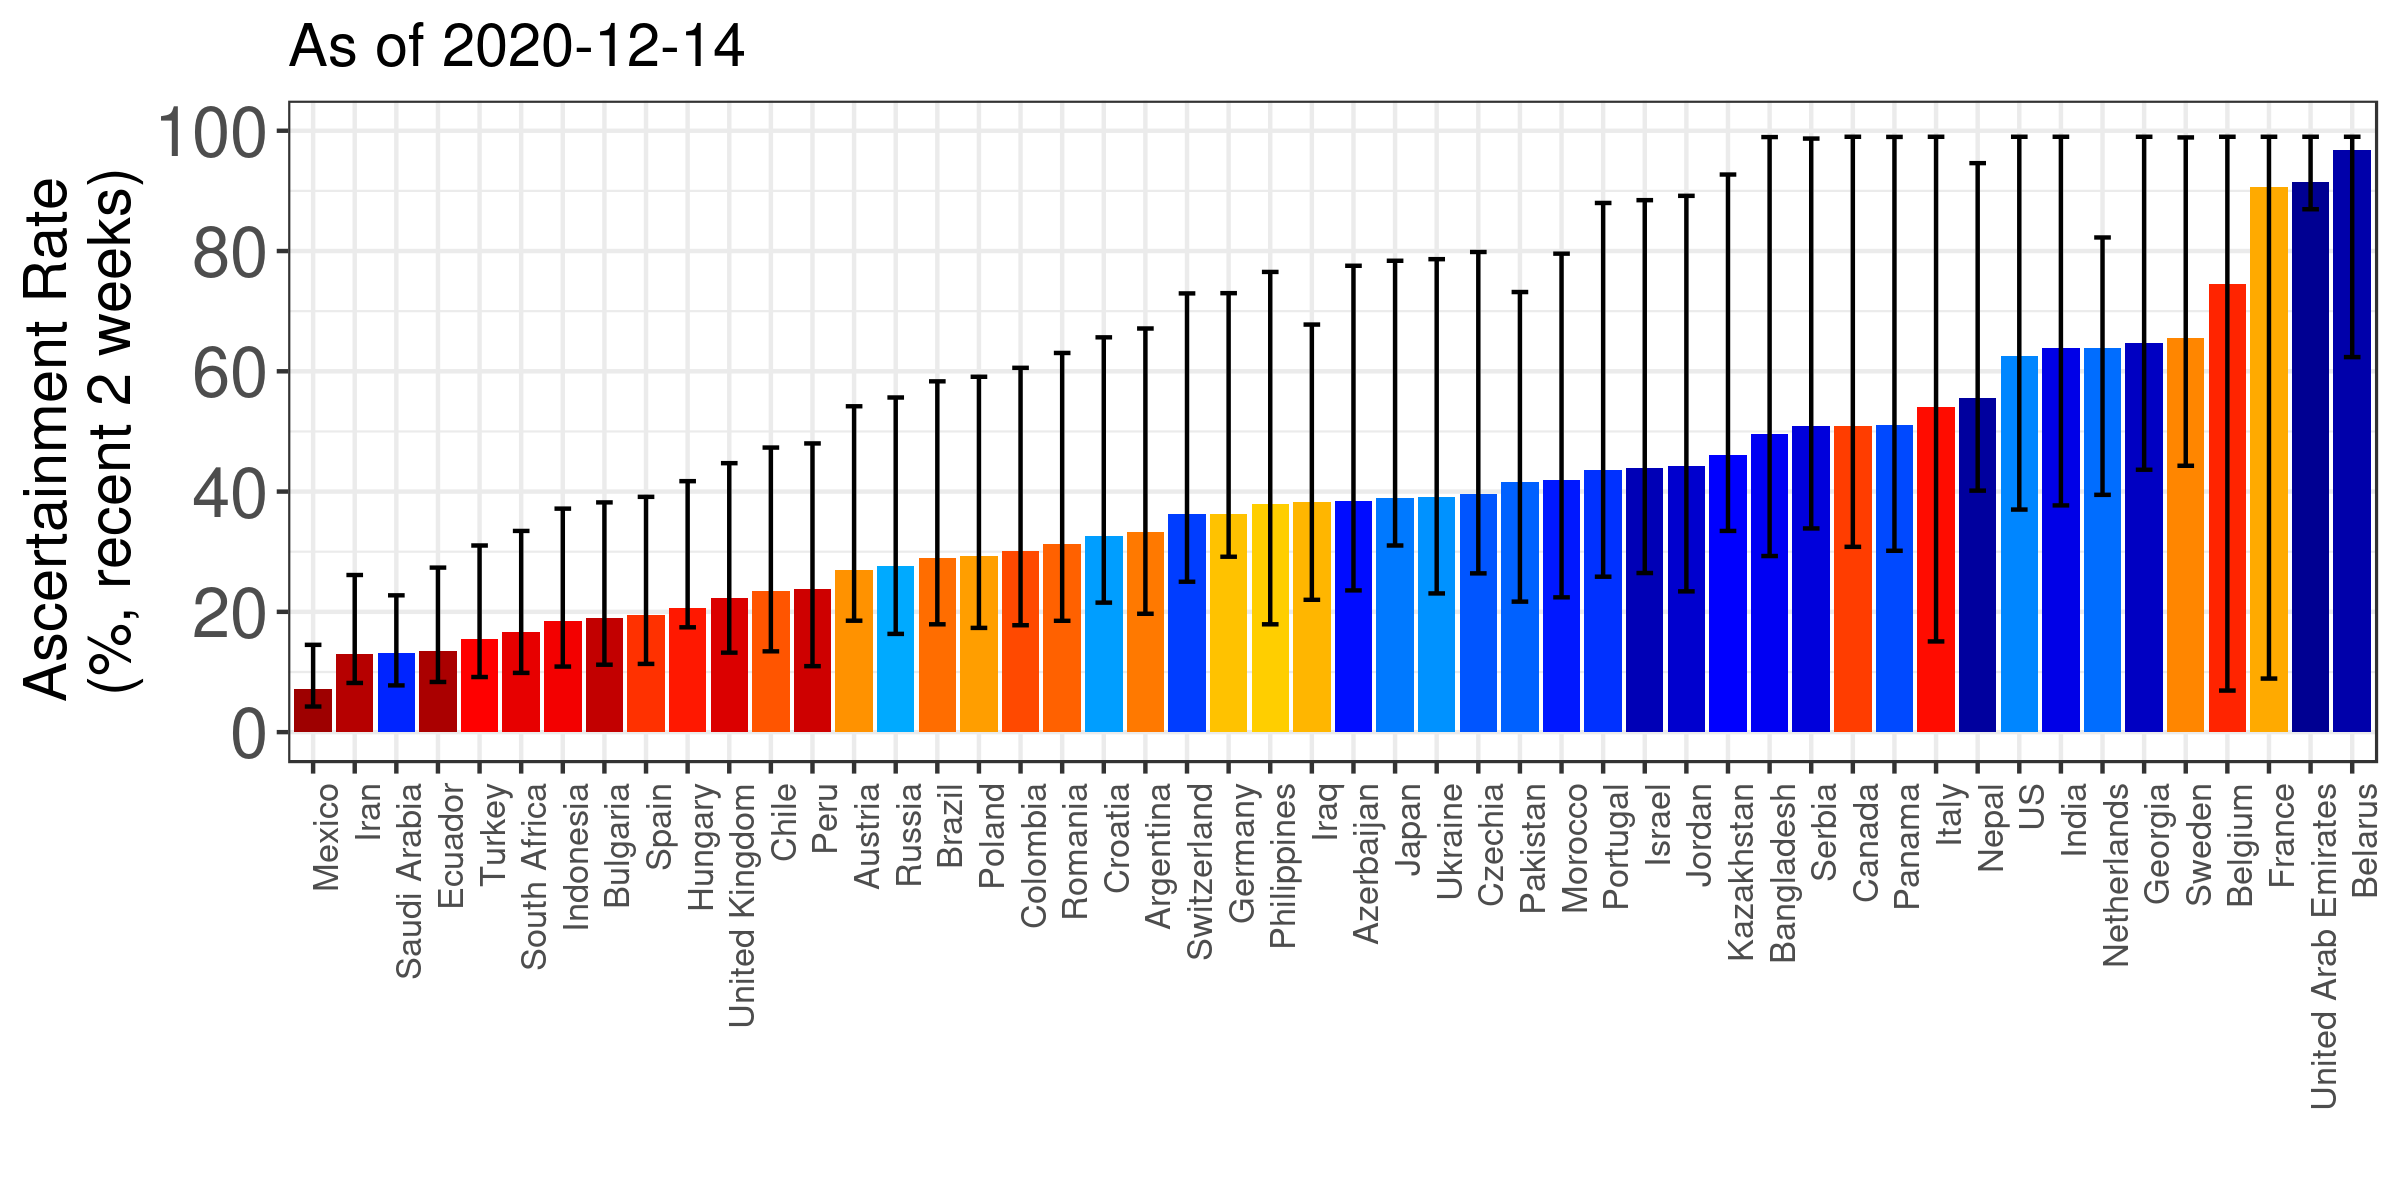 As of 2020-12-14
Ascertainment Rate
(%, recent 2 weeks)
100
80
60
40
20
0
Mexico
Iran
Saudi Arabia
Ecuador
Turkey
South Africa
Indonesia
Bulgaria
Spain
Hungary
United Kingdom
Chile
Peru
Austria
Russia
Brazil
Poland
Colombia
Romania
Croatia
Argentina
Switzerland
Germany
Philippines
Iraq
Azerbaijan
Japan
Ukraine
Czechia
Pakistan
Morocco
Portugal
Israel
Jordan
Kazakhstan
Bangladesh
Serbia
Canada
Panama
Italy
Nepal
US
India
Netherlands
Georgia
Sweden
Belgium
France
United Arab Emirates
Belarus